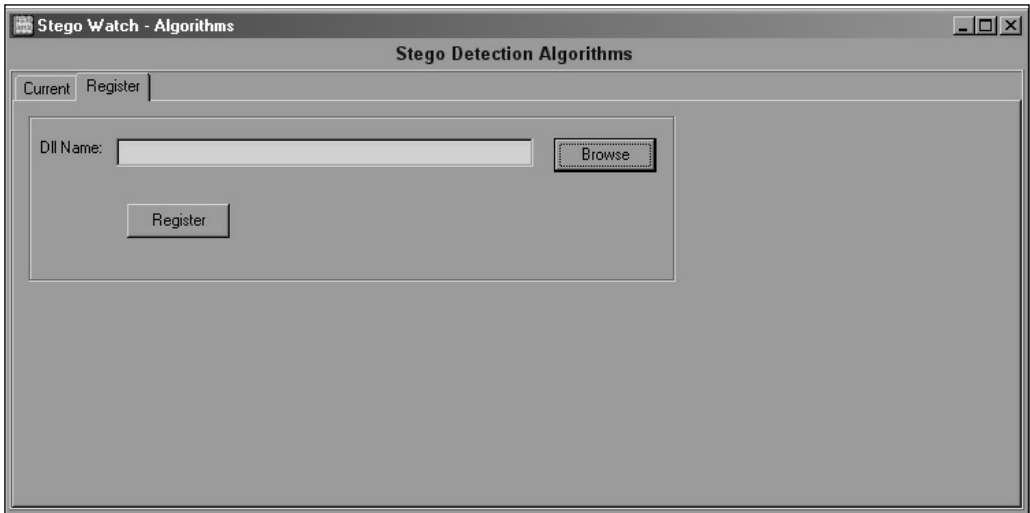 Stego Watch - Algorithms
Stego Detection Algorithms
Current Register
Dll Name: Browse
Register